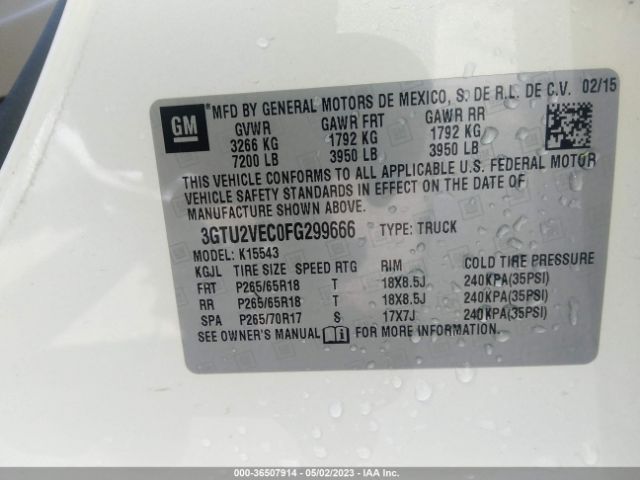 GM
MFD BY GENERAL MOTORS DE MEXICO, S. DE R.L. DE C.V. 02/15
GVWR GAWR FRT GAWR RR
3266 KG 1792 KG 1792 KG
7200 LB 3950 LB 3950 LB
THIS VEHICLE CONFORMS TO ALL APPLICABLE U.S. FEDERAL MOTOR
VEHICLE SAFETY STANDARDS IN EFFECT ON THE DATE OF
MANUFACTURE SHOWN ABOVE.
3GTU2VEC0FG299666 TYPE: TRUCK
MODEL: K15543
KGJL TIRE SIZE SPEED RTG RIM COLD TIRE PRESSURE
FRT P265/65R18 T 18X8.5J 240KPA(35PSI)
RR P265/65R18 T 18X8.5J 240KPA(35PSI)
SPA P265/70R17 S 17X7J 240KPA(35PSI)
SEE OWNER'S MANUAL FOR MORE INFORMATION.
000-36507914 - 05/02/2023 - IAA Inc.